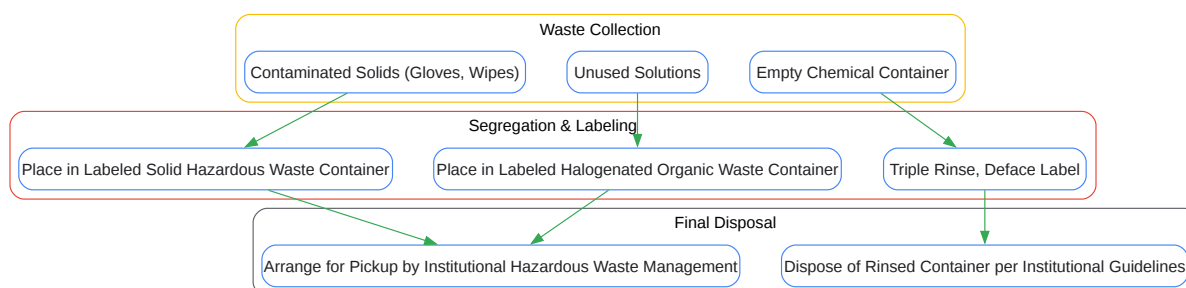 Waste Collection
Contaminated Solids (Gloves, Wipes)
Unused Solutions
Empty Chemical Container
Segregation & Labeling
Place in Labeled Solid Hazardous Waste Container
Place in Labeled Halogenated Organic Waste Container
Triple Rinse, Deface Label
Final Disposal
Arrange for Pickup by Institutional Hazardous Waste Management
Dispose of Rinsed Container per Institutional Guidelines